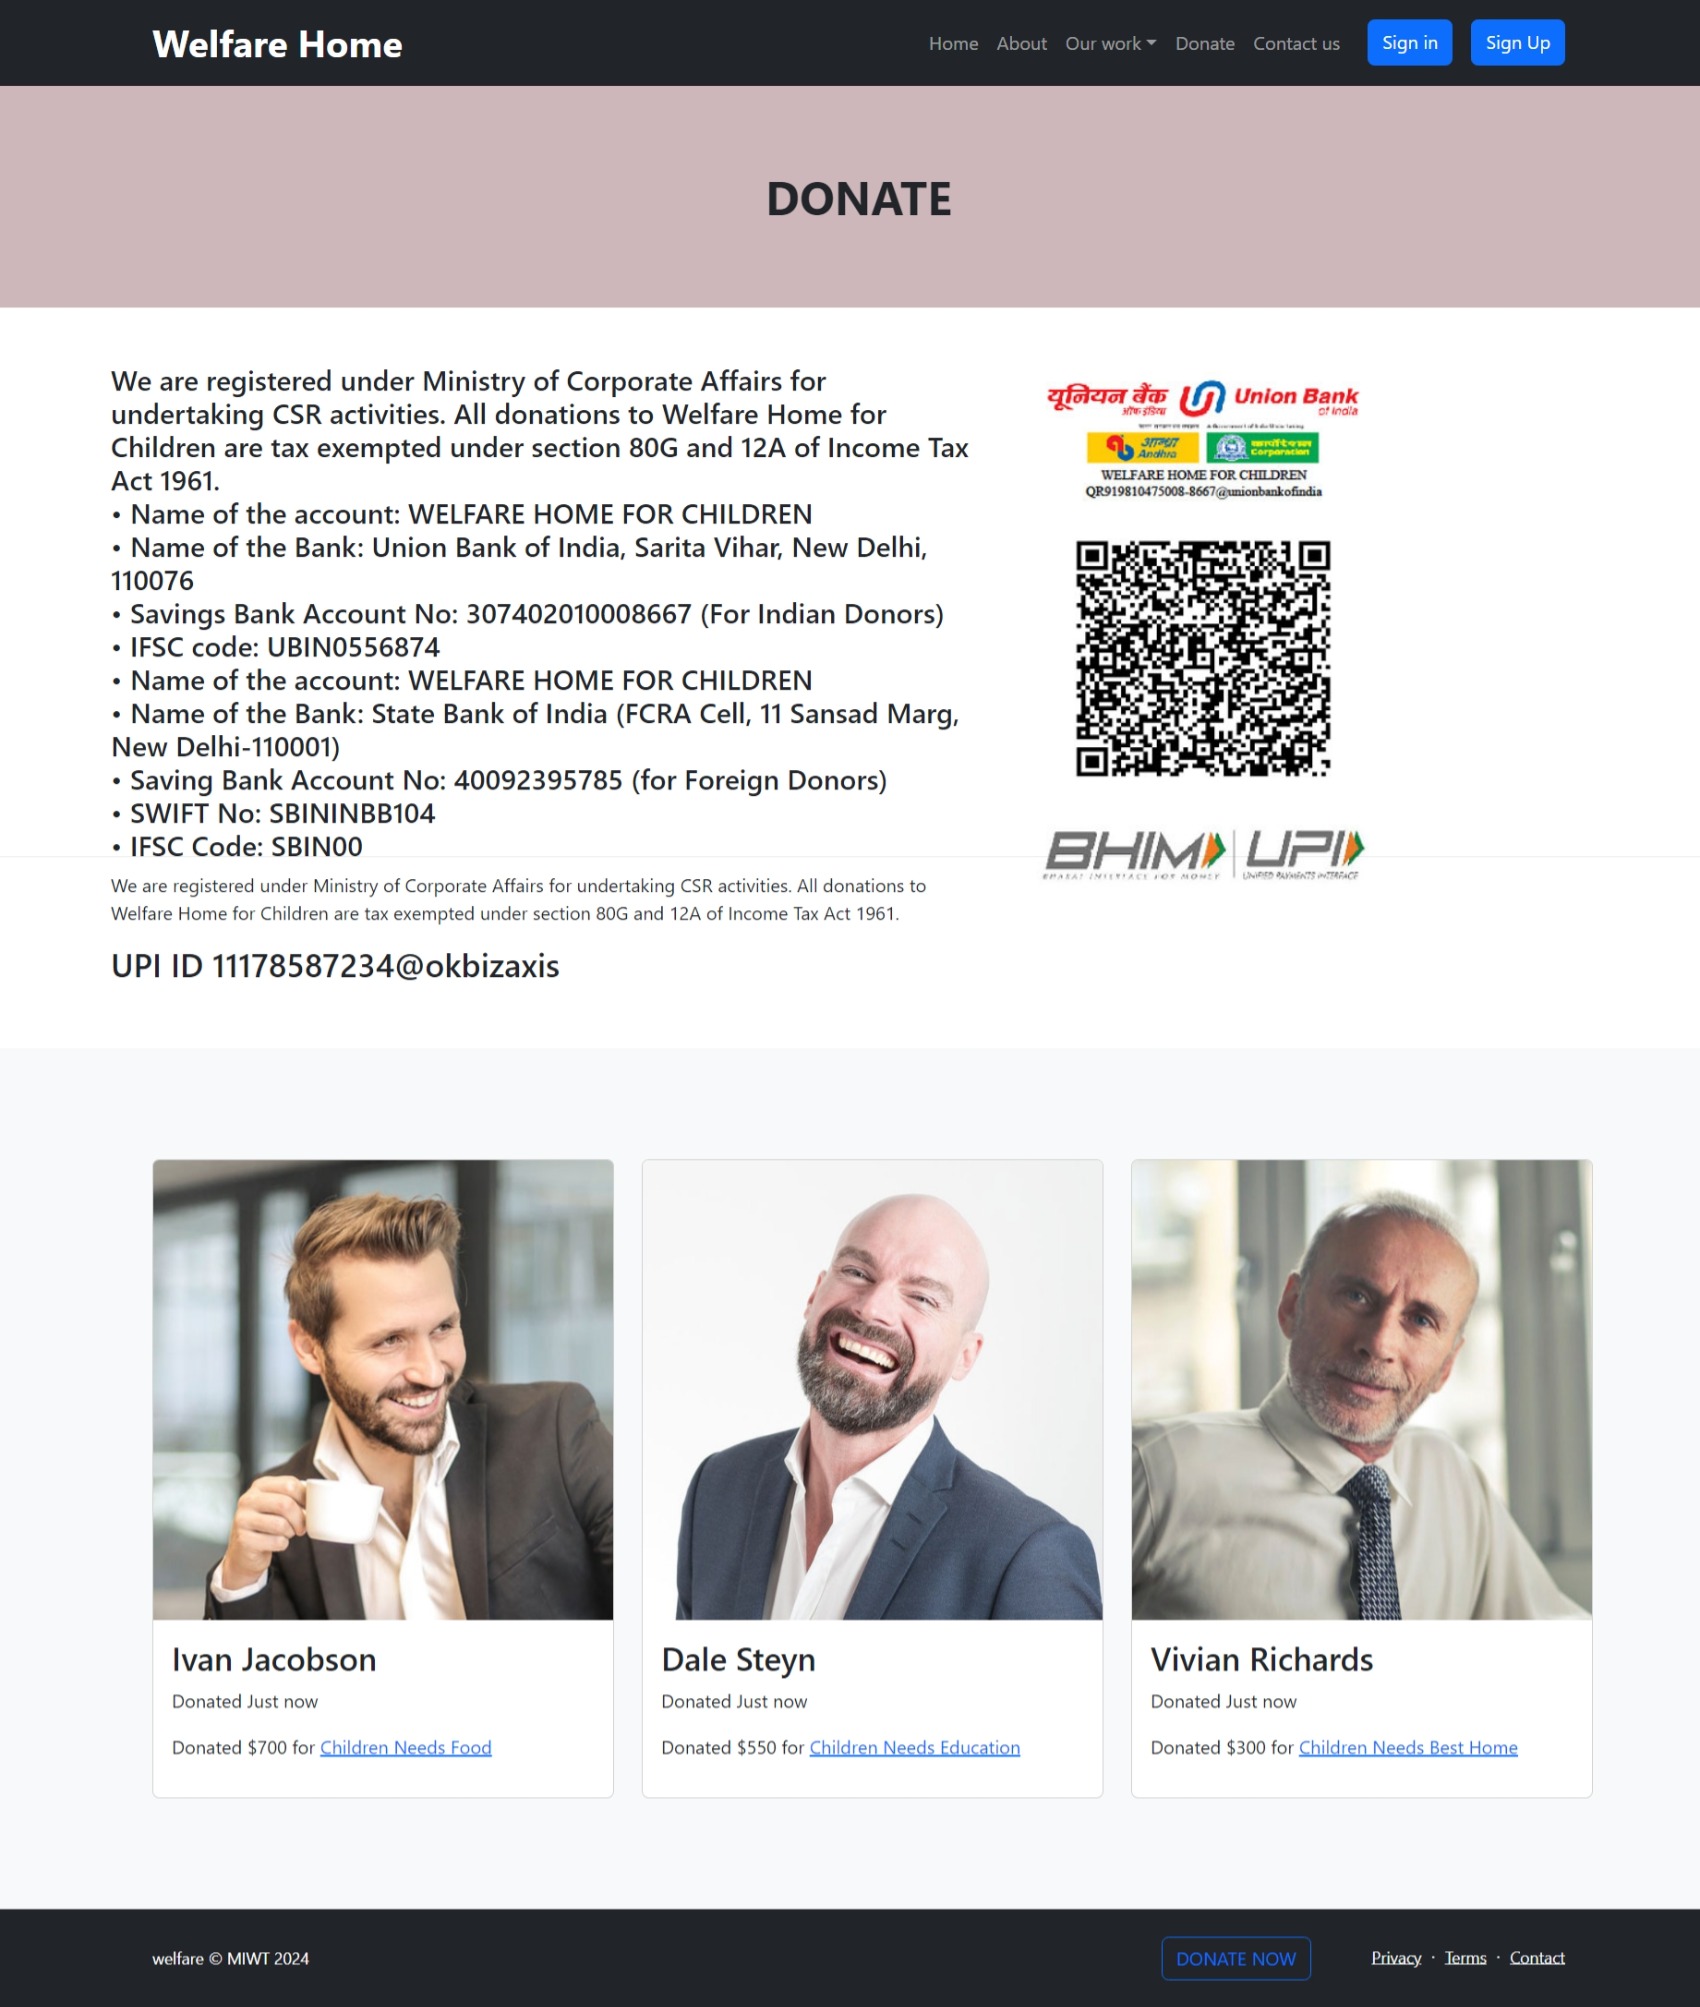 Welfare Home
Home About Our work Donate Contact us Sign in Sign Up
DONATE
We are registered under Ministry of Corporate Affairs for
undertaking CSR activities. All donations to Welfare Home for
Children are tax exempted under section 80G and 12A of Income Tax
Act 1961.
• Name of the account: WELFARE HOME FOR CHILDREN
• Name of the Bank: Union Bank of India, Sarita Vihar, New Delhi,
110076
• Savings Bank Account No: 307402010008667 (For Indian Donors)
• IFSC code: UBIN0556874
• Name of the account: WELFARE HOME FOR CHILDREN
• Name of the Bank: State Bank of India (FCRA Cell, 11 Sansad Marg,
New Delhi-110001)
• Saving Bank Account No: 40092395785 (for Foreign Donors)
• SWIFT No: SBININBB104
• IFSC Code: SBIN00
We are registered under Ministry of Corporate Affairs for undertaking CSR activities. All donations to
Welfare Home for Children are tax exempted under section 80G and 12A of Income Tax Act 1961.
UPI ID 11178587234@okbizaxis
यूनियन बैंक Union Bank
ऑफ इंडिया of India
आन्ध्रा कार्पोरेशन
Andhra Corporation
WELFARE HOME FOR CHILDREN
QR919810475008-8667@unionbankofindia
BHIM UPI
BHARAT INTERFACE FOR MONEY UNIFIED PAYMENTS INTERFACE
Ivan Jacobson
Donated Just now
Donated $700 for Children Needs Food
Dale Steyn
Donated Just now
Donated $550 for Children Needs Education
Vivian Richards
Donated Just now
Donated $300 for Children Needs Best Home
welfare © MIWT 2024
DONATE NOW
Privacy · Terms · Contact